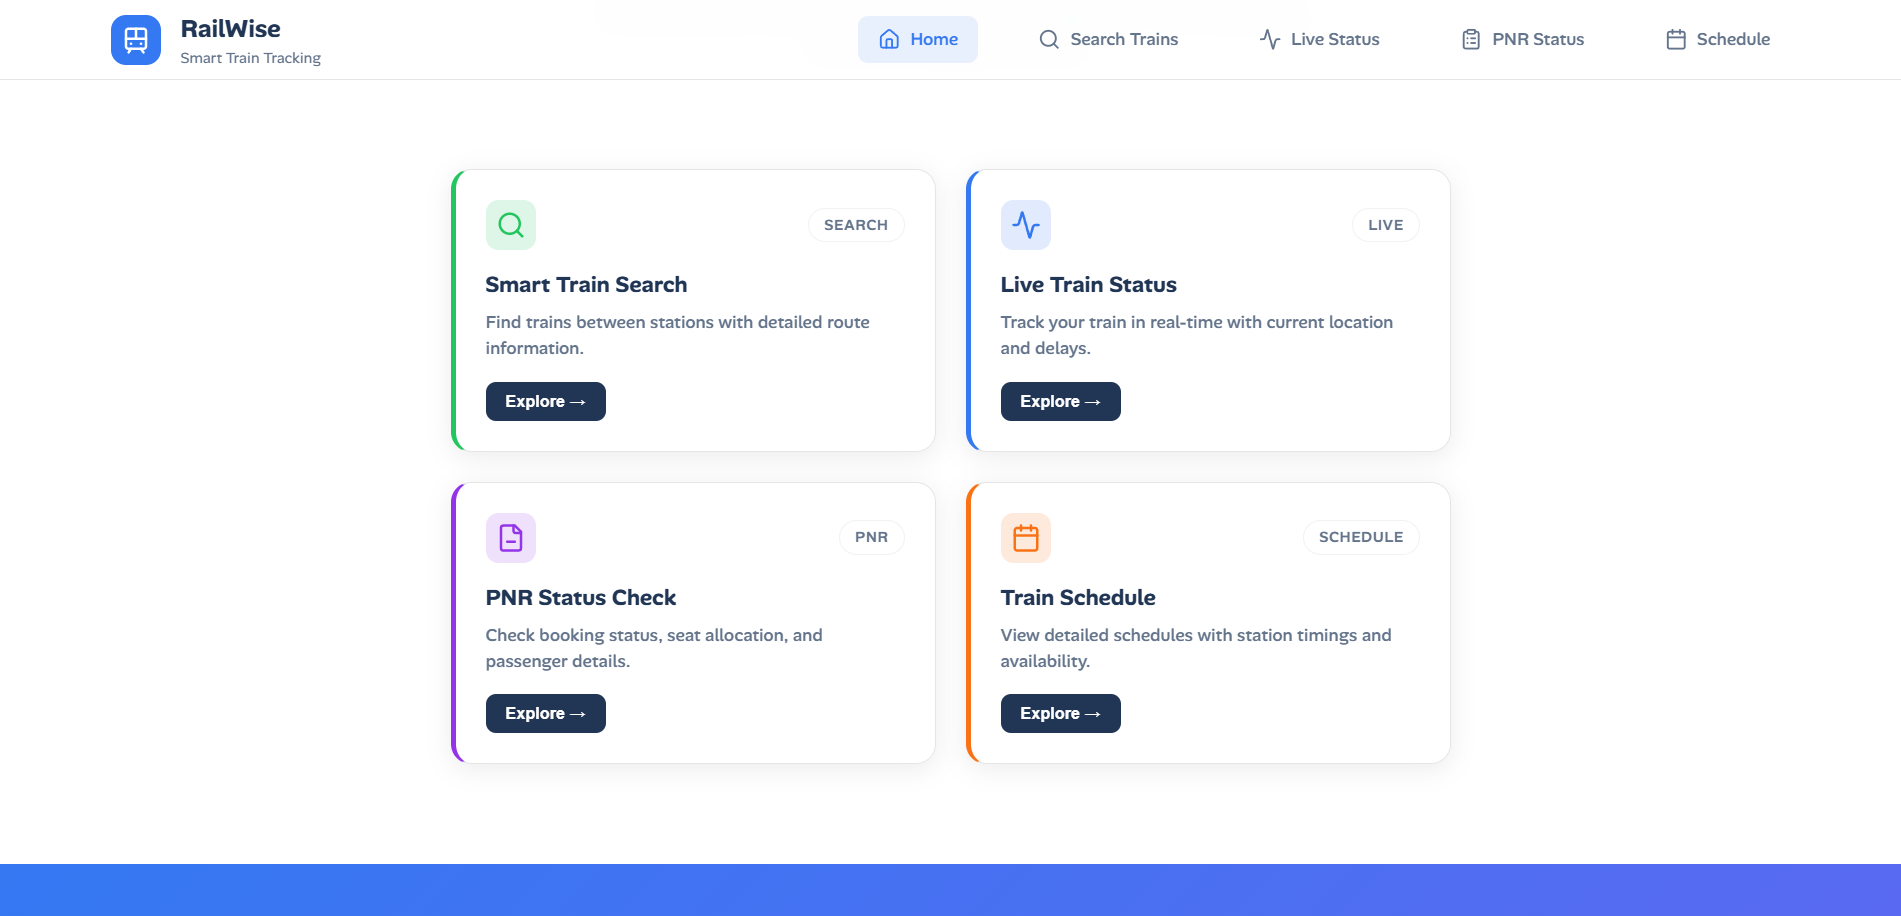 RailWise
Smart Train Tracking
Home
Search Trains
Live Status
PNR Status
Schedule
SEARCH
Smart Train Search
Find trains between stations with detailed route
information.
Explore →
LIVE
Live Train Status
Track your train in real-time with current location
and delays.
Explore →
PNR
PNR Status Check
Check booking status, seat allocation, and
passenger details.
Explore →
SCHEDULE
Train Schedule
View detailed schedules with station timings and
availability.
Explore →